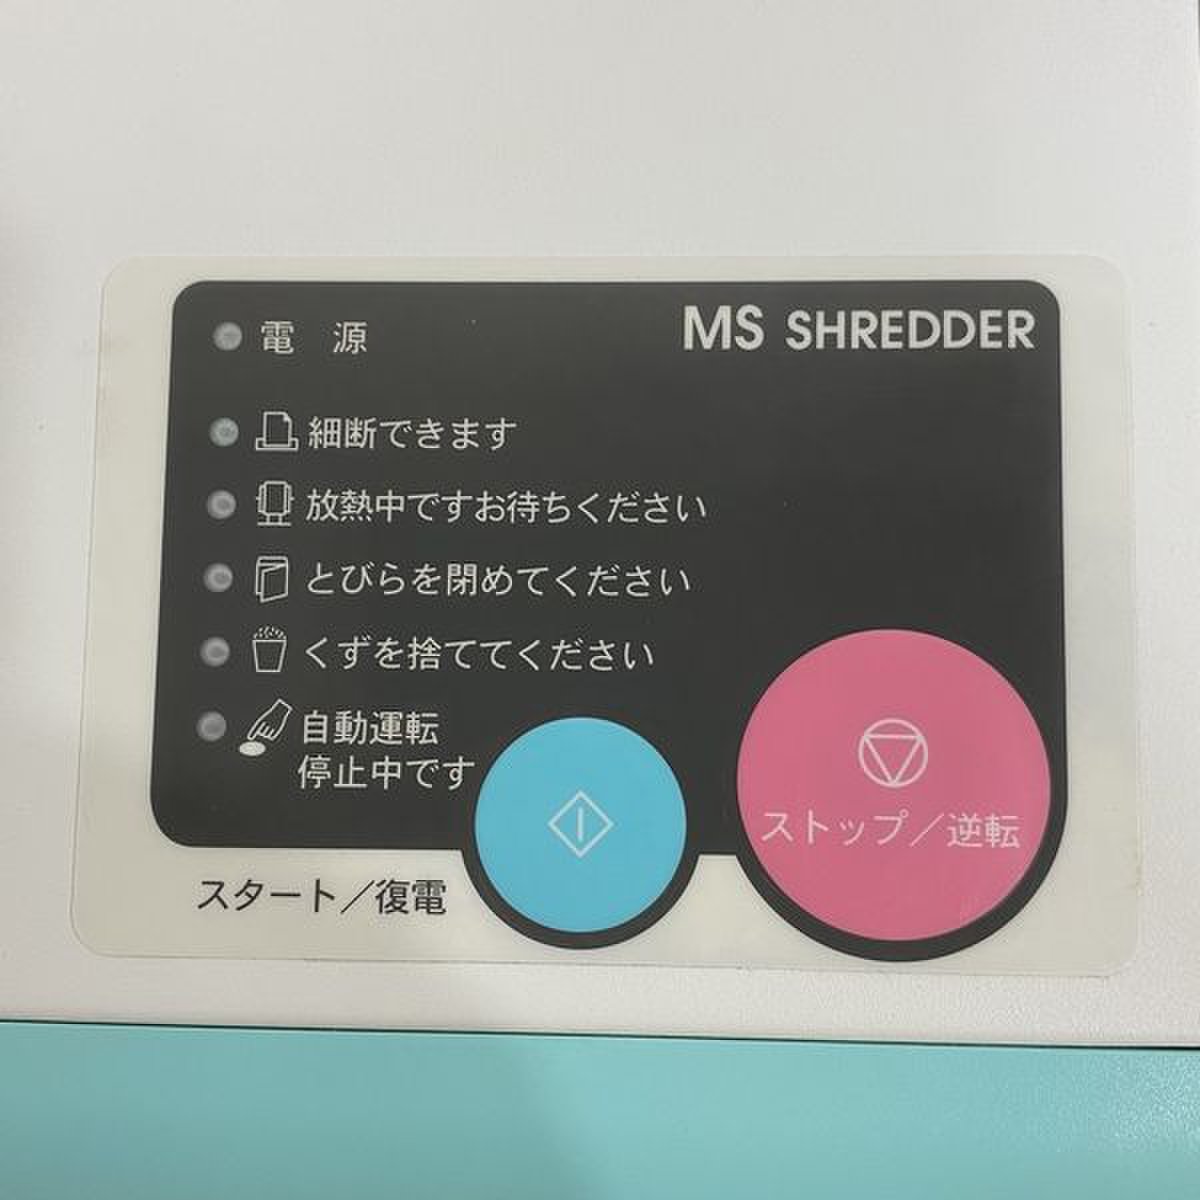 電 源
MS SHREDDER
細断できます
放熱中ですお待ちください
とびらを閉めてください
くずを捨ててください
自動運転
停止中です
ストップ／逆転
スタート／復電